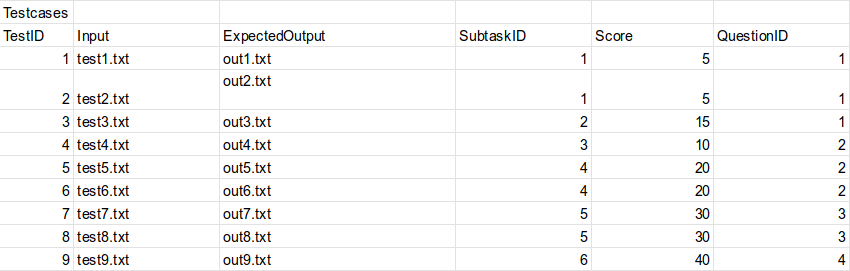 Testcases
TestID Input ExpectedOutput SubtaskID Score QuestionID
1 test1.txt out1.txt 1 5 1
2 test2.txt out2.txt 1 5 1
3 test3.txt out3.txt 2 15 1
4 test4.txt out4.txt 3 10 2
5 test5.txt out5.txt 4 20 2
6 test6.txt out6.txt 4 20 2
7 test7.txt out7.txt 5 30 3
8 test8.txt out8.txt 5 30 3
9 test9.txt out9.txt 6 40 4